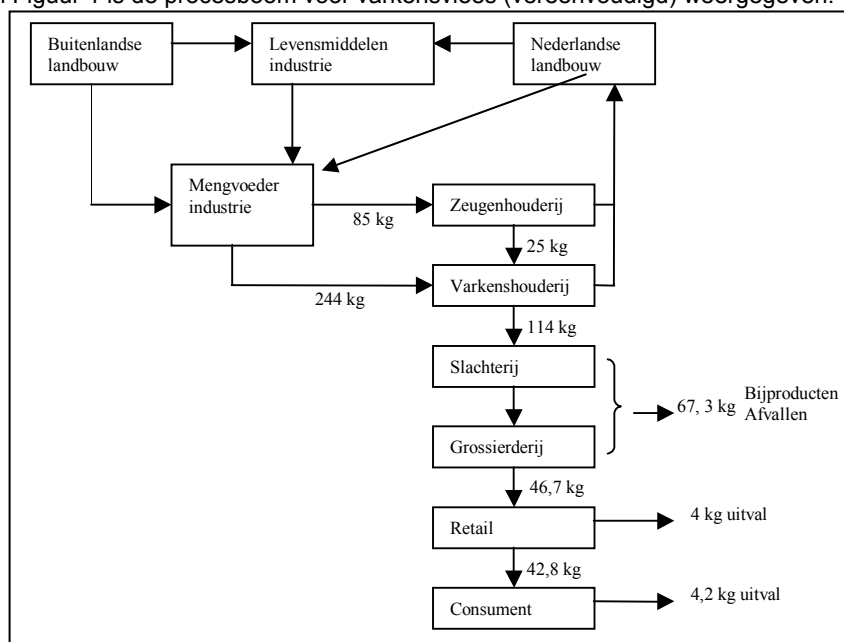 Figuur 1 is de procesboom voor varkensvlees (vereenvoudigd) weergegeven.
Buitenlandse
landbouw
Levensmiddelen
industrie
Nederlandse
landbouw
Mengvoeder
industrie
85 kg
Zeugenhouderij
25 kg
244 kg
Varkenshouderij
114 kg
Slachterij
67, 3 kg
Bijproducten
Afvallen
Grossierderij
46,7 kg
Retail
4 kg uitval
42,8 kg
Consument
4,2 kg uitval